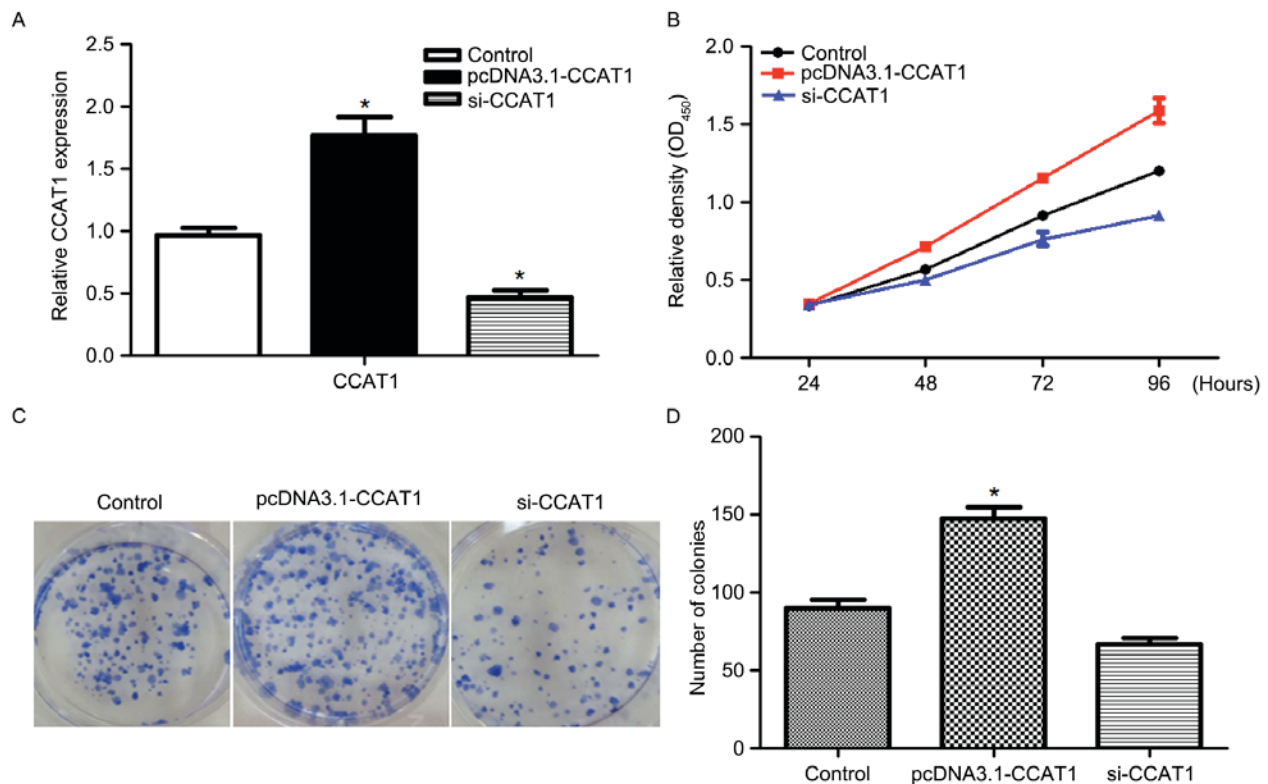 A
Relative CCAT1 expression
2.5
2.0
1.5
1.0
0.5
0.0
*
*
Control
pcDNA3.1-CCAT1
si-CCAT1
CCAT1
B
Relative density (OD450)
2.0
1.5
1.0
0.5
0.0
Control
pcDNA3.1-CCAT1
si-CCAT1
24 48 72 96 (Hours)
C
Control pcDNA3.1-CCAT1 si-CCAT1
D
Number of colonies
200
150
100
50
0
*
Control pcDNA3.1-CCAT1 si-CCAT1